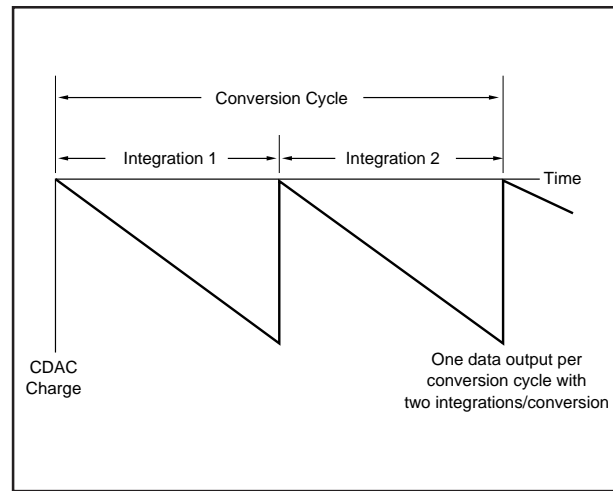 Conversion Cycle
Integration 1
Integration 2
Time
CDAC
Charge
One data output per
conversion cycle with
two integrations/conversion